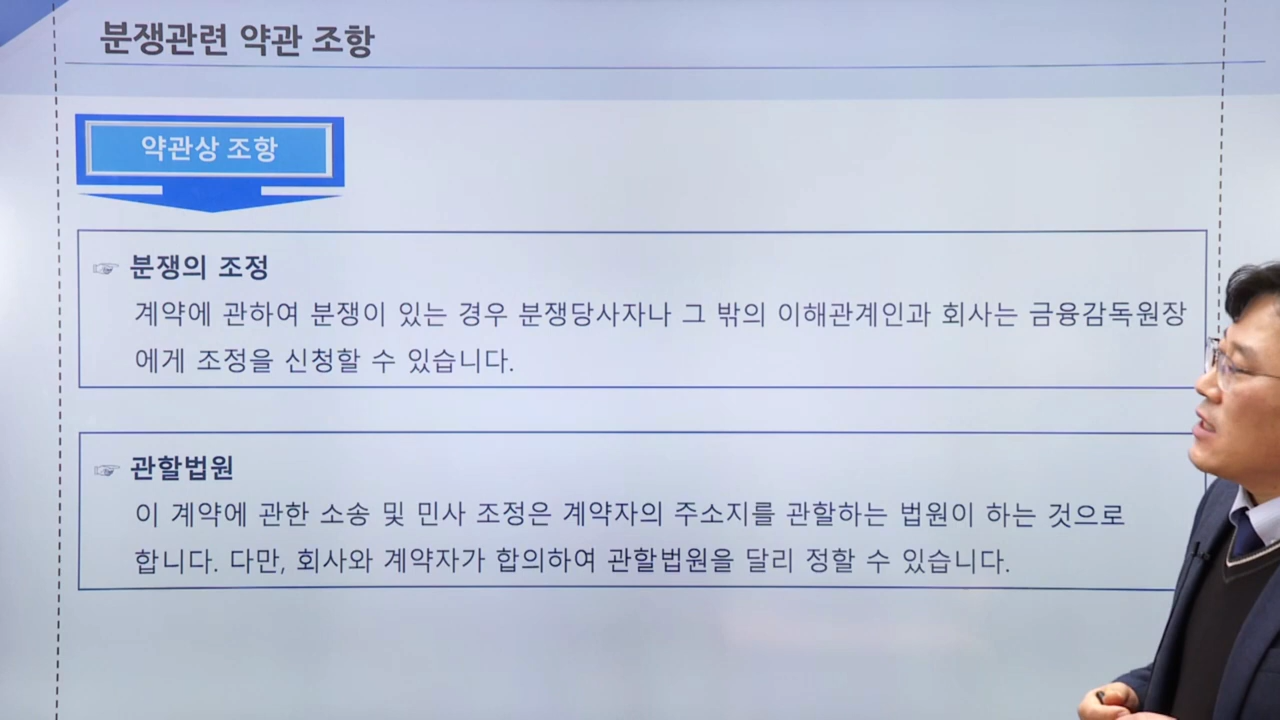 분쟁관련 약관 조항
약관상 조항
☞ 분쟁의 조정
계약에 관하여 분쟁이 있는 경우 분쟁당사자나 그 밖의 이해관계인과 회사는 금융감독원장
에게 조정을 신청할 수 있습니다.
☞ 관할법원
이 계약에 관한 소송 및 민사 조정은 계약자의 주소지를 관할하는 법원이 하는 것으로
합니다. 다만, 회사와 계약자가 합의하여 관할법원을 달리 정할 수 있습니다.